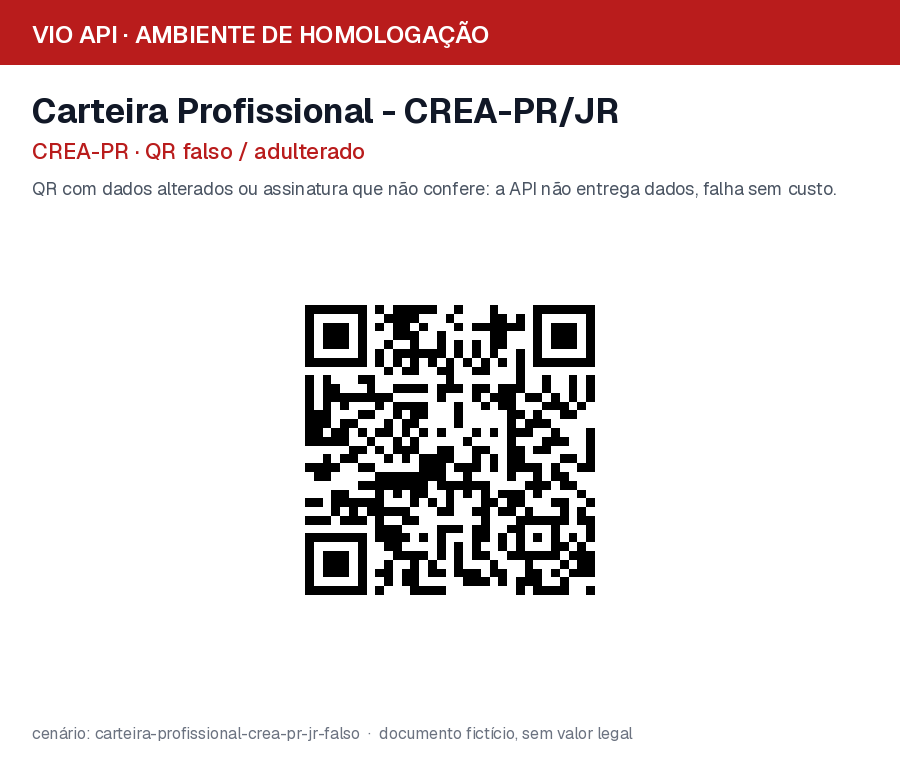 VIO API · AMBIENTE DE HOMOLOGAÇÃO
Carteira Profissional - CREA-PR/JR
CREA-PR · QR falso / adulterado
QR com dados alterados ou assinatura que não confere: a API não entrega dados, falha sem custo.
cenário: carteira-profissional-crea-pr-jr-falso · documento fictício, sem valor legal